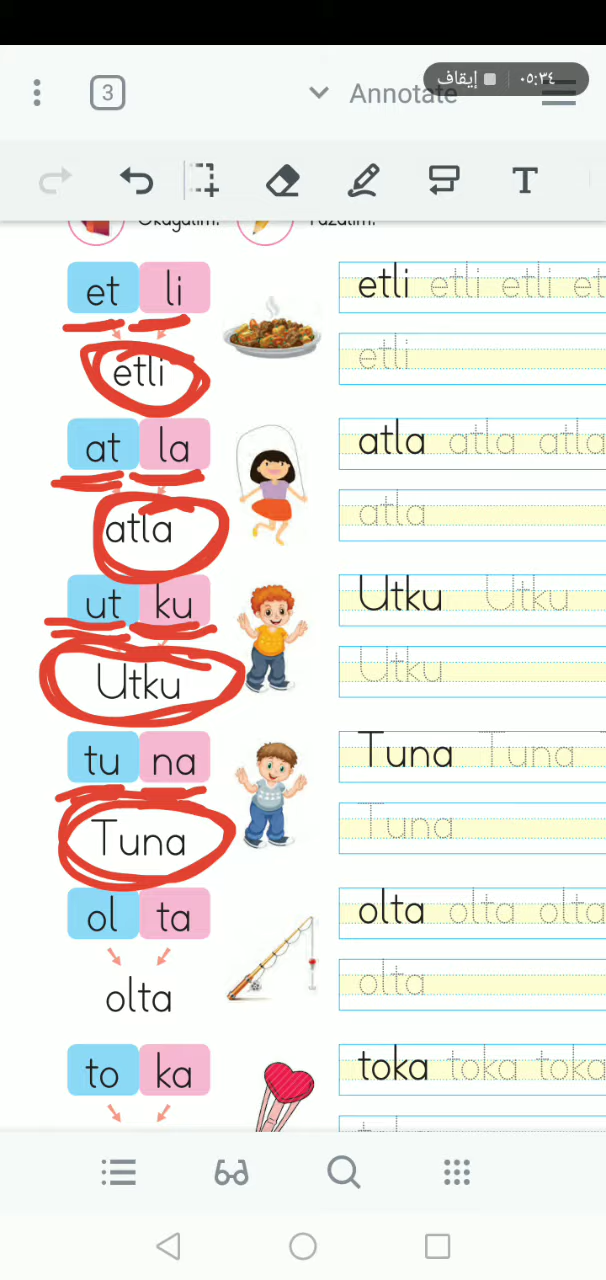 إيقاف ٠٥:٣٤
3 Annotate
T
Okuyalım. Yazalım.
et li etli etli etli et
etli etli
at la atla atla atla
atla atla
ut ku Utku Utku
Utku Utku
tu na Tuna Tuna
Tuna Tuna
ol ta olta olta olta
olta olta
to ka toka toka toka